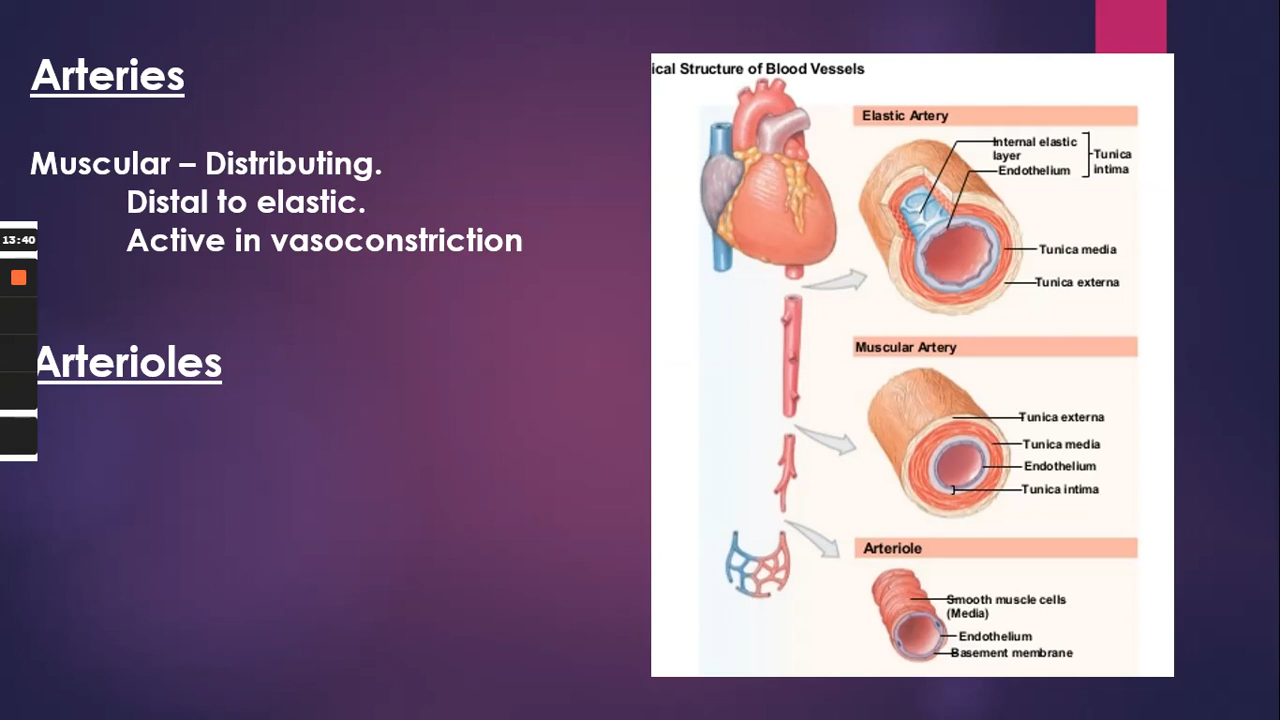 Arteries
Muscular – Distributing.
Distal to elastic.
Active in vasoconstriction
13:40
Arterioles
ical Structure of Blood Vessels
Elastic Artery
Internal elastic
layer
Endothelium
Tunica
intima
Tunica media
Tunica externa
Muscular Artery
Tunica externa
Tunica media
Endothelium
Tunica intima
Arteriole
Smooth muscle cells
(Media)
Endothelium
Basement membrane